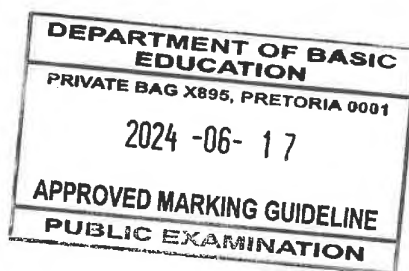 DEPARTMENT OF BASIC
EDUCATION
PRIVATE BAG X895, PRETORIA 0001
2024 -06- 17
APPROVED MARKING GUIDELINE
PUBLIC EXAMINATION